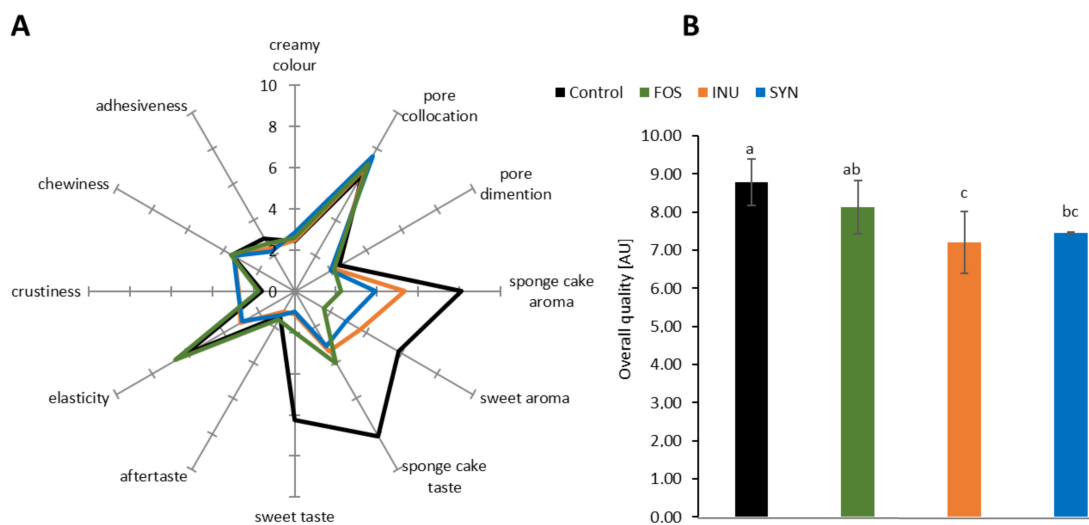 A
creamy
colour
10
8
6
4
2
0
pore
collocation
pore
dimention
sponge cake
aroma
sweet aroma
sponge cake
taste
sweet taste
aftertaste
elasticity
crustiness
chewiness
adhesiveness
B
Control FOS INU SYN
Overall quality [AU]
10.00
9.00
8.00
7.00
6.00
5.00
4.00
3.00
2.00
1.00
0.00
a
ab
c
bc